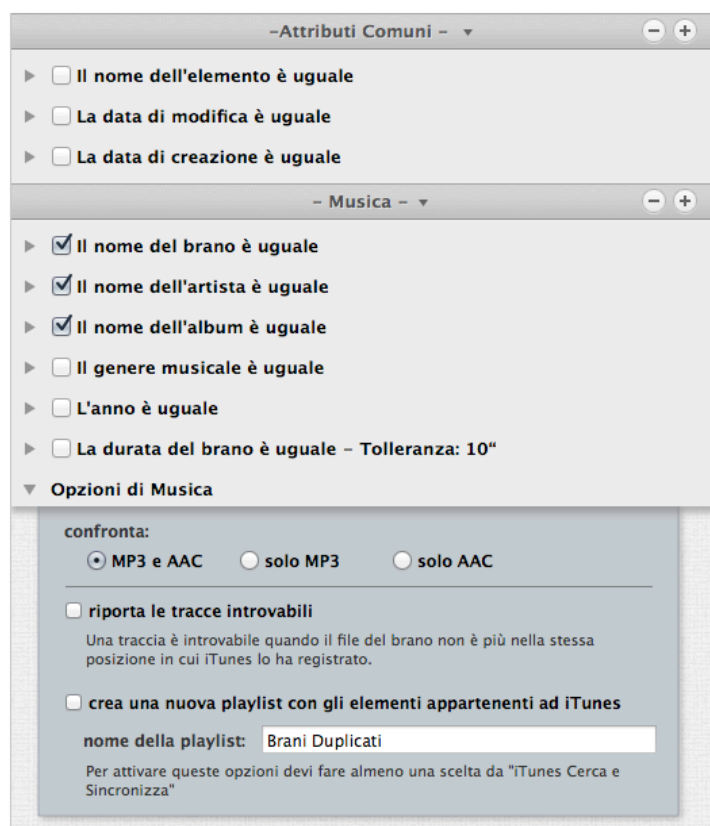 –Attributi Comuni –
Il nome dell'elemento è uguale
La data di modifica è uguale
La data di creazione è uguale
– Musica –
Il nome del brano è uguale
Il nome dell'artista è uguale
Il nome dell'album è uguale
Il genere musicale è uguale
L'anno è uguale
La durata del brano è uguale – Tolleranza: 10“
Opzioni di Musica
confronta:
MP3 e AAC solo MP3 solo AAC
riporta le tracce introvabili
Una traccia è introvabile quando il file del brano non è più nella stessa
posizione in cui iTunes lo ha registrato.
crea una nuova playlist con gli elementi appartenenti ad iTunes
nome della playlist: Brani Duplicati
Per attivare queste opzioni devi fare almeno una scelta da "iTunes Cerca e
Sincronizza"